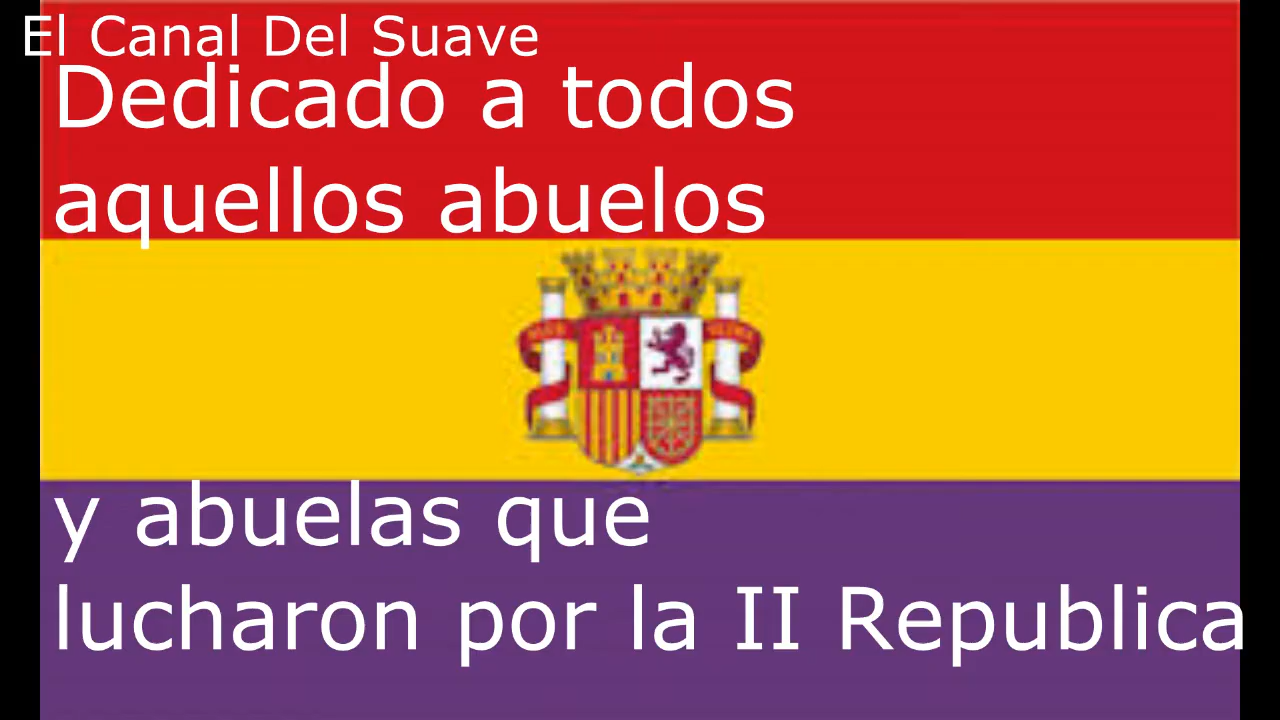 El Canal Del Suave
Dedicado a todos
aquellos abuelos
y abuelas que
lucharon por la II Republica